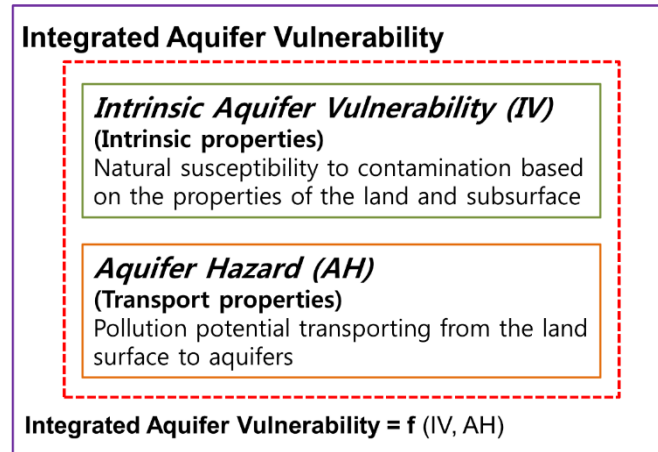 Integrated Aquifer Vulnerability
Intrinsic Aquifer Vulnerability (IV)
(Intrinsic properties)
Natural susceptibility to contamination based
on the properties of the land and subsurface
Aquifer Hazard (AH)
(Transport properties)
Pollution potential transporting from the land
surface to aquifers
Integrated Aquifer Vulnerability = f (IV, AH)